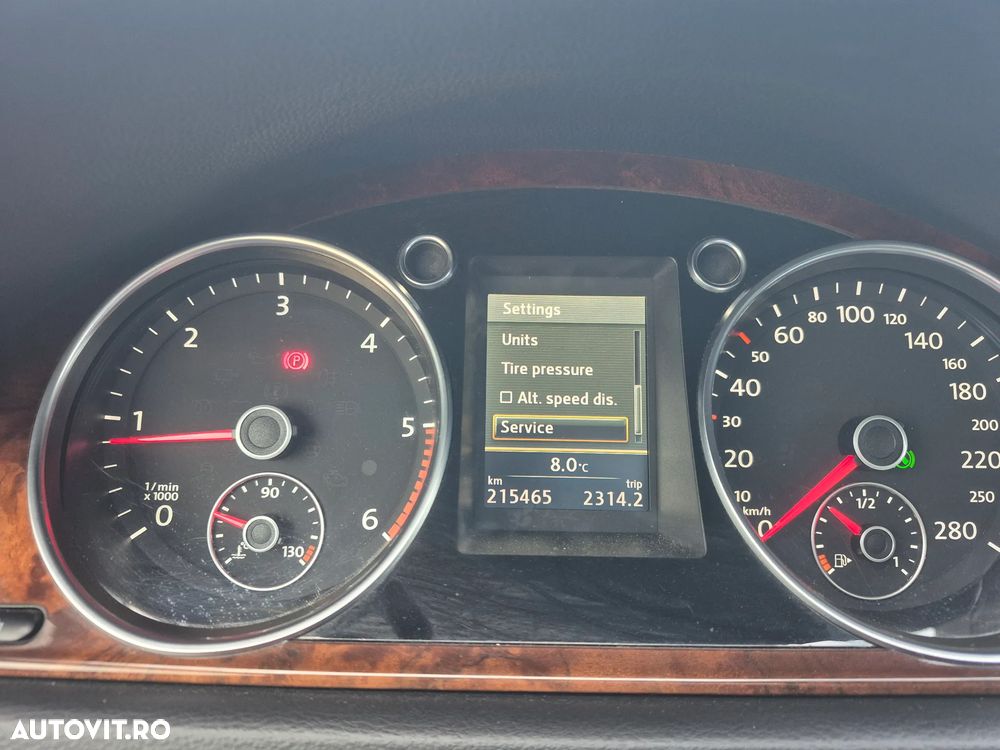 1
2
3
4
5
6
0
1/min
x 1000
90
130
P
Settings
Units
Tire pressure
Alt. speed dis.
Service
8.0°C
km trip
215465 2314.2
0
10
20
30
40
50
60
80
100
120
140
160
180
200
220
250
280
km/h
1/2
1
AUTOVIT.RO